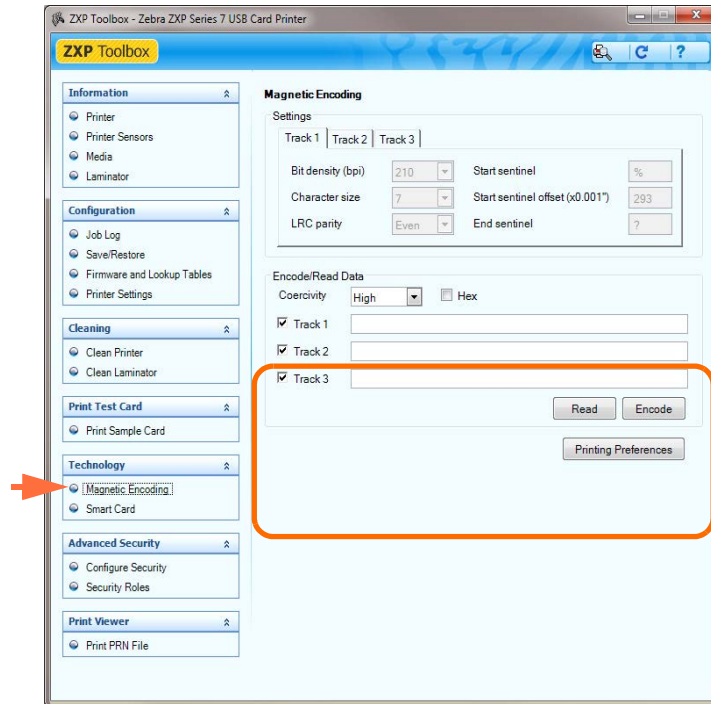 ZXP Toolbox - Zebra ZXP Series 7 USB Card Printer
ZXP Toolbox
?
Information
Printer
Printer Sensors
Media
Laminator
Configuration
Job Log
Save/Restore
Firmware and Lookup Tables
Printer Settings
Cleaning
Clean Printer
Clean Laminator
Print Test Card
Print Sample Card
Technology
Magnetic Encoding
Smart Card
Advanced Security
Configure Security
Security Roles
Print Viewer
Print PRN File
Magnetic Encoding
Settings
Track 1 Track 2 Track 3
Bit density (bpi) 210 Start sentinel %
Character size 7 Start sentinel offset (x0.001") 293
LRC parity Even End sentinel ?
Encode/Read Data
Coercivity High Hex
Track 1
Track 2
Track 3
Read Encode
Printing Preferences